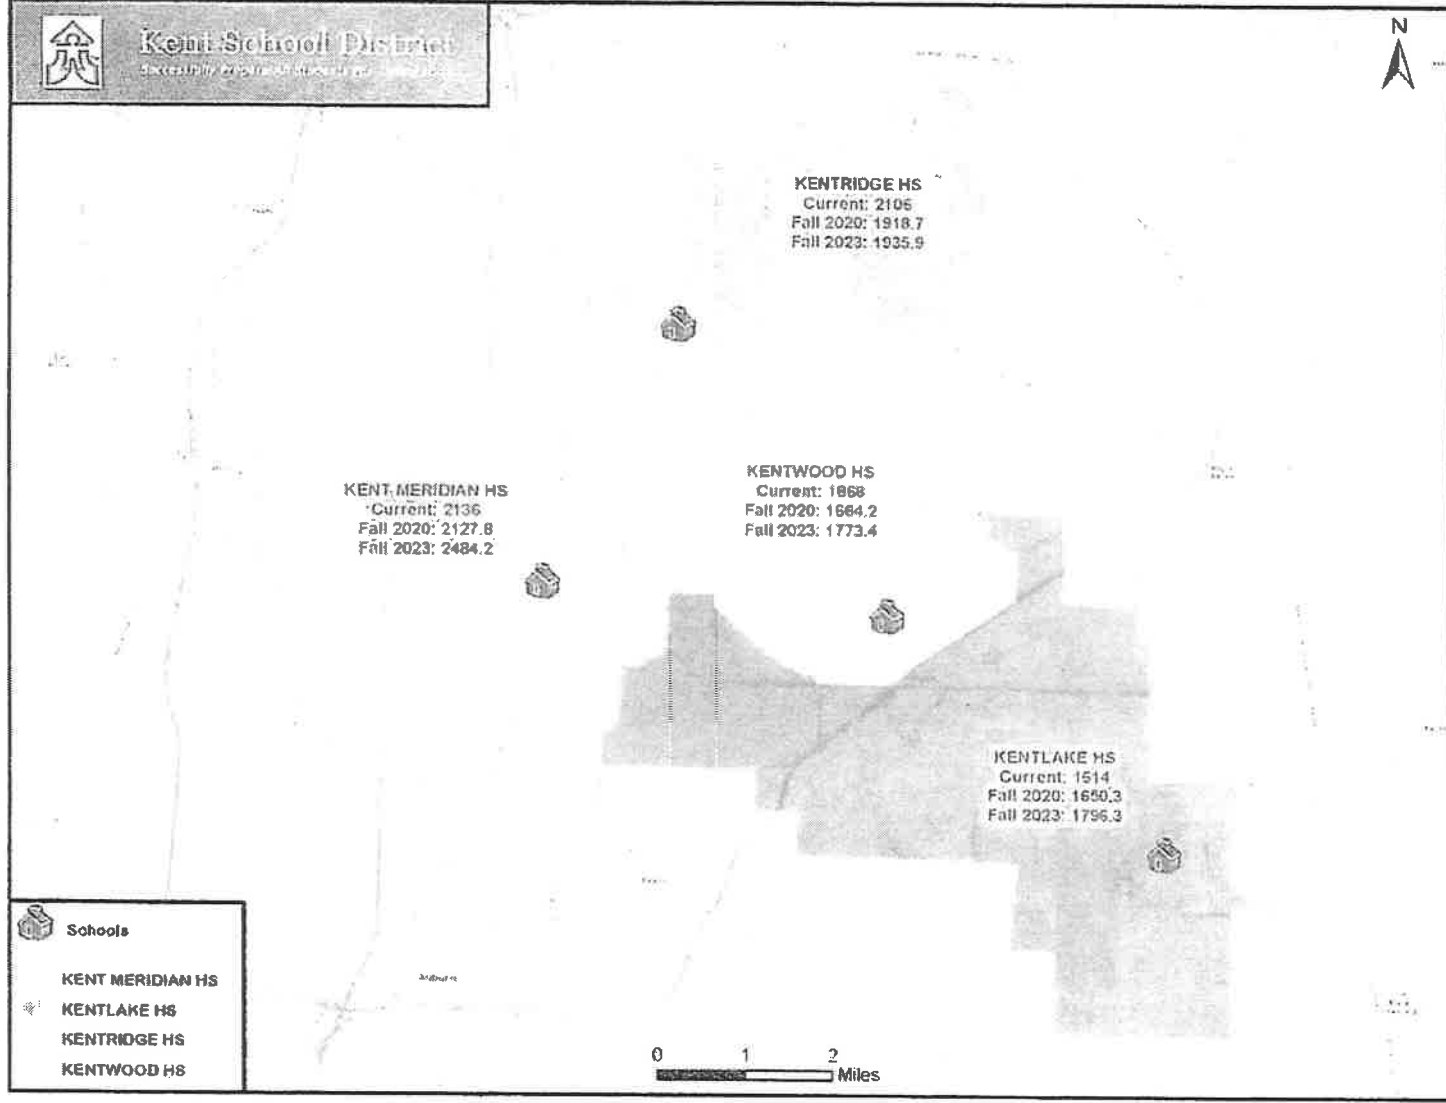 Kent School District
Successfully Preparing
N
KENTRIDGE HS
Current: 2106
Fall 2020: 1918.7
Fall 2023: 1935.9
KENTWOOD HS
Current: 1868
Fall 2020: 1664.2
Fall 2023: 1773.4
KENT MERIDIAN HS
Current: 2136
Fall 2020: 2127.8
Fall 2023: 2484.2
KENTLAKE HS
Current: 1514
Fall 2020: 1650.3
Fall 2023: 1796.3
Schools
KENT MERIDIAN HS
KENTLAKE HS
KENTRIDGE HS
KENTWOOD HS
Auburn
0 1 2
Miles